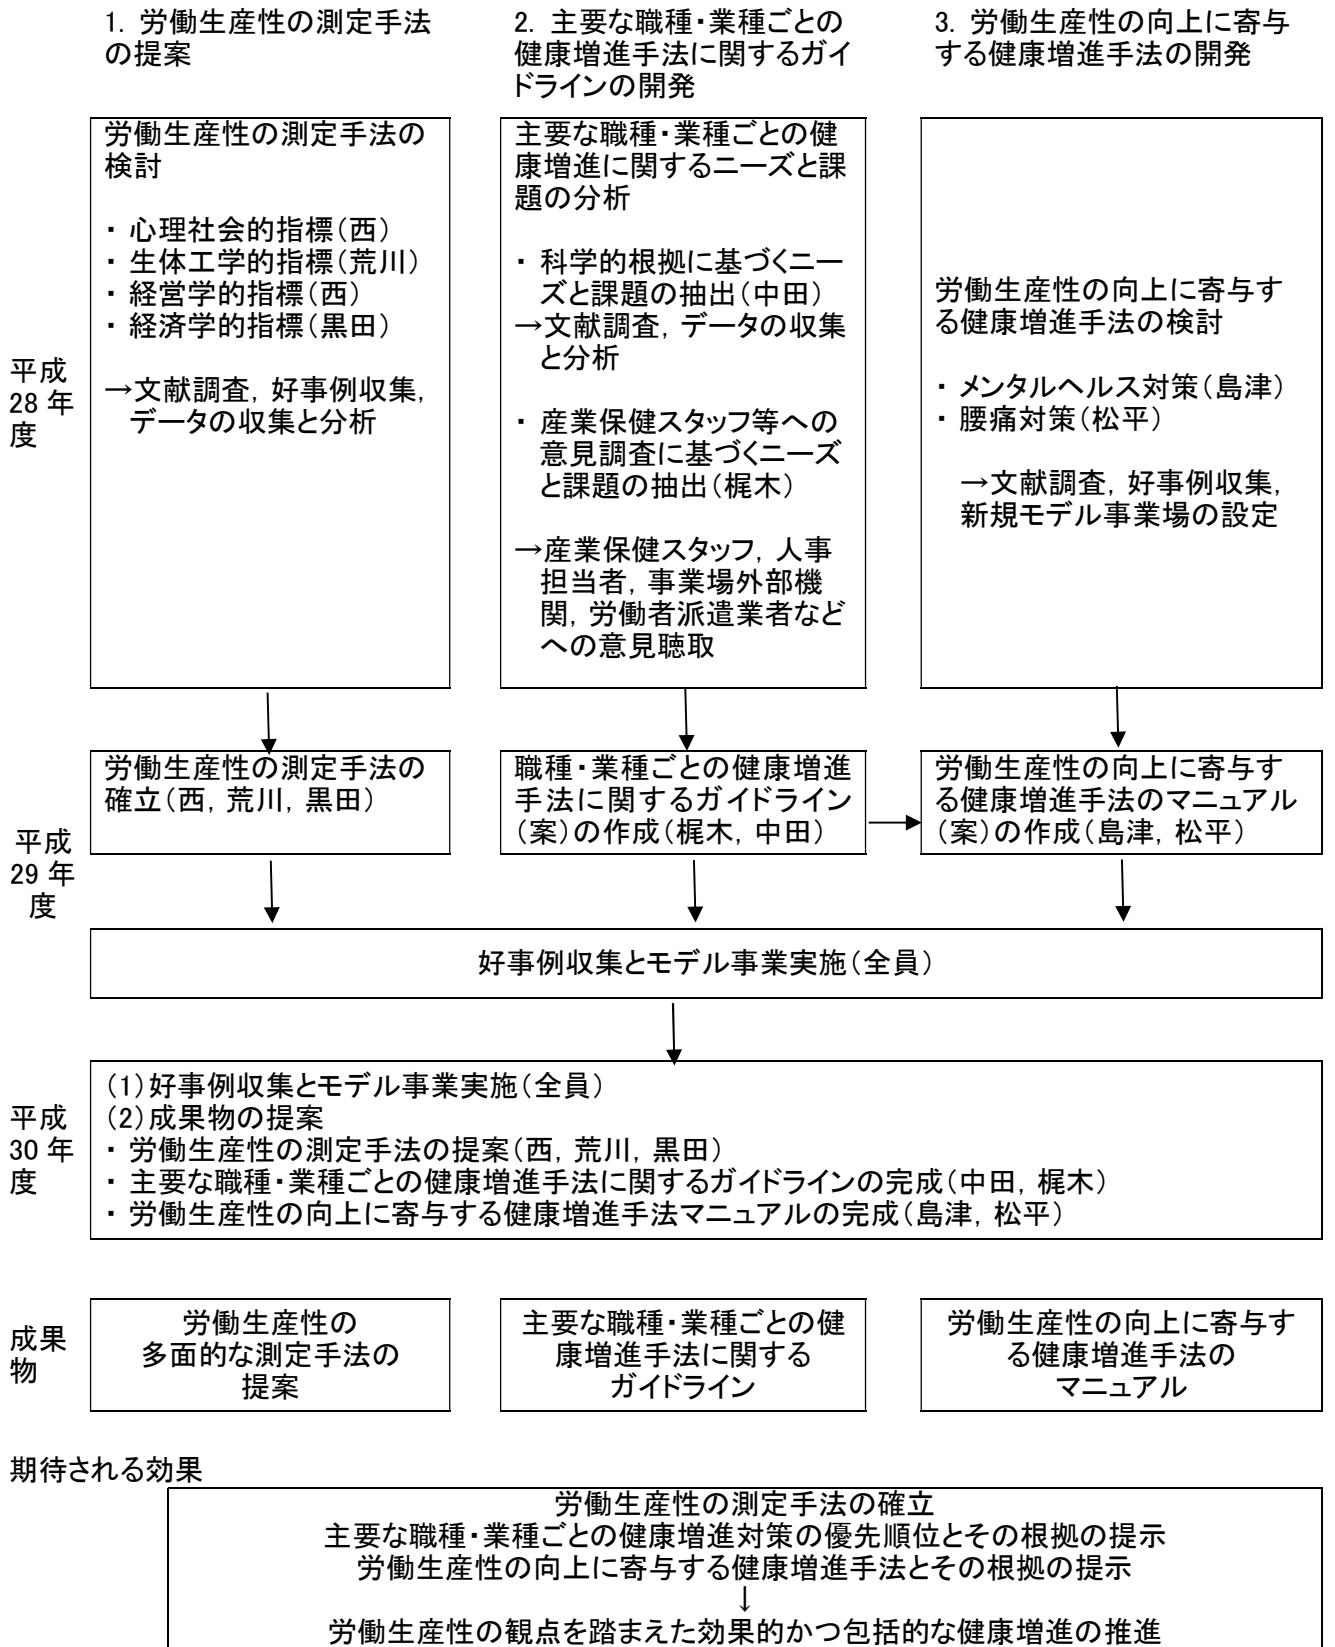 1. 労働生産性の測定手法
の提案
2. 主要な職種・業種ごとの
健康増進手法に関するガイ
ドラインの開発
3. 労働生産性の向上に寄与
する健康増進手法の開発
平成
28 年
度
労働生産性の測定手法の
検討
・ 心理社会的指標(西)
・ 生体工学的指標(荒川)
・ 経営学的指標(西)
・ 経済学的指標(黒田)
→文献調査, 好事例収集,
データの収集と分析
主要な職種・業種ごとの健
康増進に関するニーズと課
題の分析
・ 科学的根拠に基づくニー
ズと課題の抽出(中田)
→文献調査, データの収集
と分析
・ 産業保健スタッフ等への
意見調査に基づくニーズ
と課題の抽出(梶木)
→産業保健スタッフ, 人事
担当者, 事業場外部機
関, 労働者派遣業者など
への意見聴取
労働生産性の向上に寄与す
る健康増進手法の検討
・ メンタルヘルス対策(島津)
・ 腰痛対策(松平)
→文献調査, 好事例収集,
新規モデル事業場の設定
平成
29 年
度
労働生産性の測定手法の
確立(西, 荒川, 黒田)
職種・業種ごとの健康増進
手法に関するガイドライン
(案)の作成(梶木, 中田)
労働生産性の向上に寄与す
る健康増進手法のマニュアル
(案)の作成(島津, 松平)
好事例収集とモデル事業実施(全員)
平成
30 年
度
(1)好事例収集とモデル事業実施(全員)
(2)成果物の提案
・ 労働生産性の測定手法の提案(西, 荒川, 黒田)
・ 主要な職種・業種ごとの健康増進手法に関するガイドラインの完成(中田, 梶木)
・ 労働生産性の向上に寄与する健康増進手法マニュアルの完成(島津, 松平)
成果
物
労働生産性の
多面的な測定手法の
提案
主要な職種・業種ごとの健
康増進手法に関する
ガイドライン
労働生産性の向上に寄与す
る健康増進手法の
マニュアル
期待される効果
労働生産性の測定手法の確立
主要な職種・業種ごとの健康増進対策の優先順位とその根拠の提示
労働生産性の向上に寄与する健康増進手法とその根拠の提示
↓
労働生産性の観点を踏まえた効果的かつ包括的な健康増進の推進